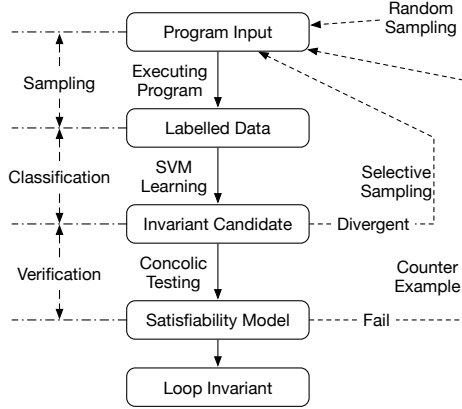 Random
Sampling
Program Input
Executing
Program
Sampling
Labelled Data
SVM
Learning
Classification
Selective
Sampling
Invariant Candidate
Divergent
Concolic
Testing
Verification
Counter
Example
Satisfiability Model
Fail
Loop Invariant